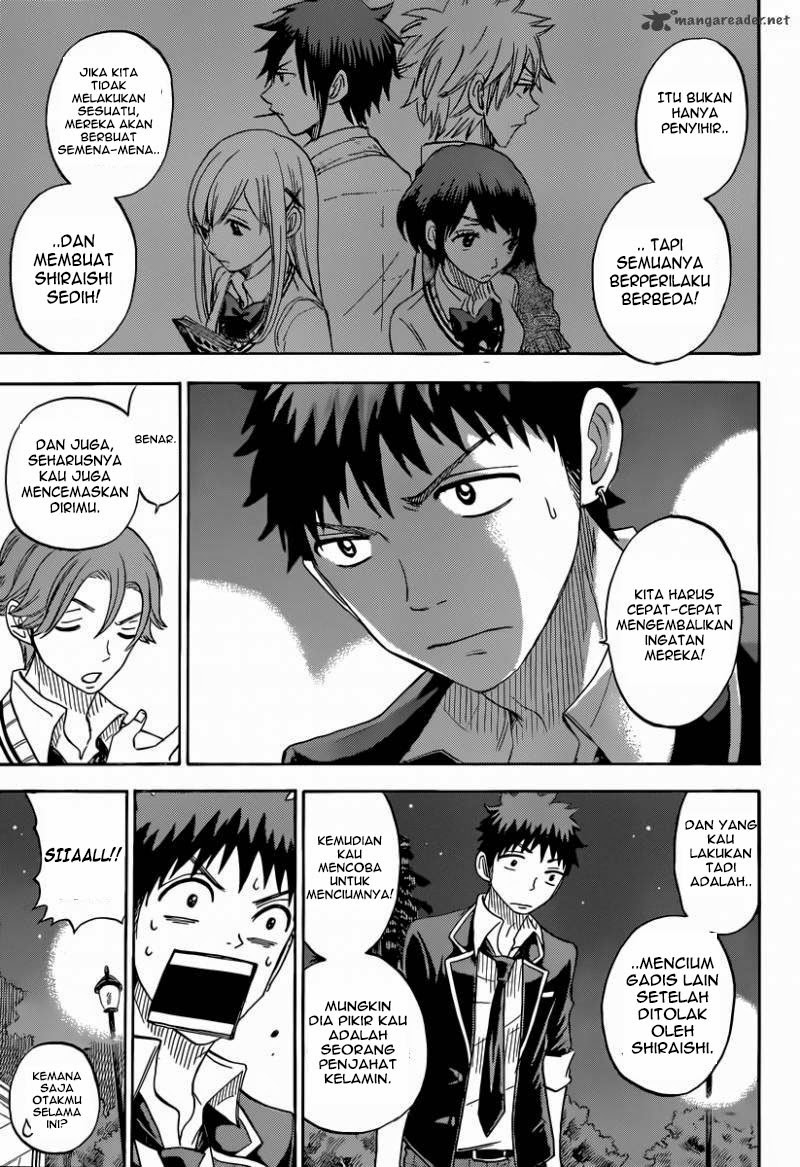 mangareader.net
ITU BUKAN
HANYA
PENYIHIR..
.. TAPI
SEMUANYA
BERPERILAKU
BERBEDA!
JIKA KITA
TIDAK
MELAKUKAN
SESUATU,
MEREKA AKAN
BERBUAT
SEMENA-MENA..
..DAN
MEMBUAT
SHIRAISHI
SEDIH!
KITA HARUS
CEPAT-CEPAT
MENGEMBALIKAN
INGATAN
MEREKA!
BENAR.
DAN JUGA,
SEHARUSNYA
KAU JUGA
MENCEMASKAN
DIRIMU.
DAN YANG
KAU
LAKUKAN
TADI
ADALAH..
..MENCIUM
GADIS LAIN
SETELAH
DITOLAK
OLEH
SHIRAISHI.
KEMUDIAN
KAU
MENCOBA
UNTUK
MENCIUMNYA!
MUNGKIN
DIA PIKIR KAU
ADALAH
SEORANG
PENJAHAT
KELAMIN.
SIIAALL!!
KEMANA
SAJA
OTAKMU
SELAMA
INI?